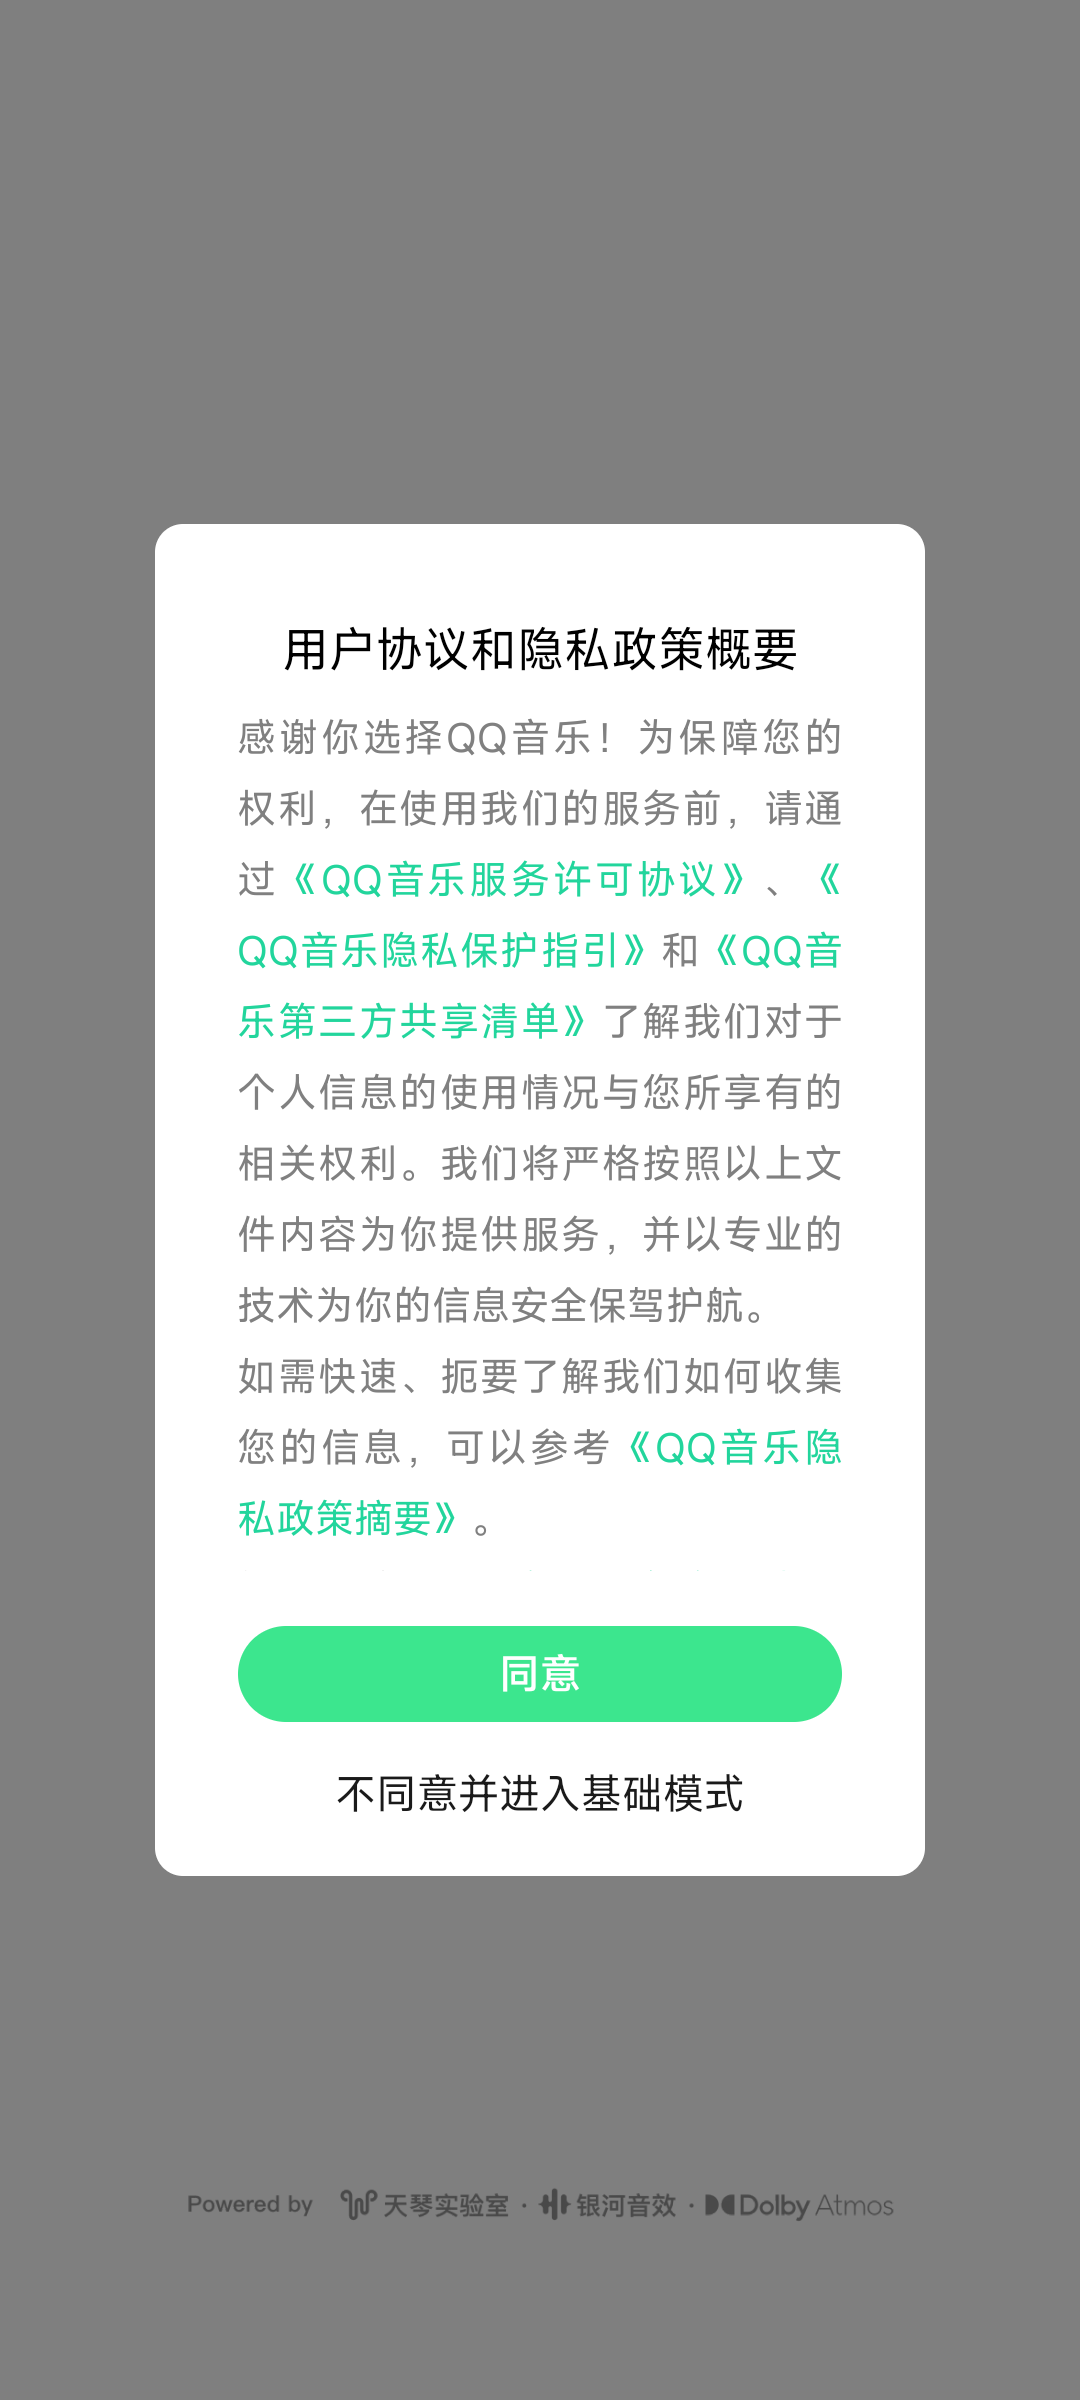 用户协议和隐私政策概要
感谢你选择QQ音乐！为保障您的
权利，在使用我们的服务前，请通
过《QQ音乐服务许可协议》、《
QQ音乐隐私保护指引》和《QQ音
乐第三方共享清单》了解我们对于
个人信息的使用情况与您所享有的
相关权利。我们将严格按照以上文
件内容为你提供服务，并以专业的
技术为你的信息安全保驾护航。
如需快速、扼要了解我们如何收集
您的信息，可以参考《QQ音乐隐
私政策摘要》。
同意
不同意并进入基础模式
Powered by 天琴实验室 · 银河音效 · Dolby Atmos